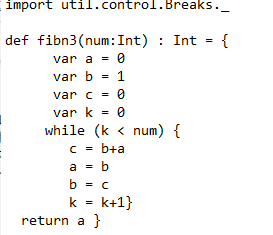 import util.control.Breaks._
def fibn3(num:Int) : Int = {
var a = 0
var b = 1
var c = 0
var k = 0
while (k < num) {
c = b+a
a = b
b = c
k = k+1}
return a }